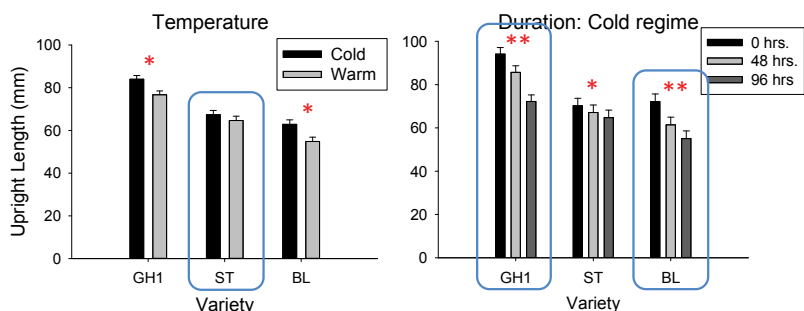 Temperature
Upright Length (mm)
100
80
60
40
20
0
*
*
Cold
Warm
GH1
ST
BL
Variety
Duration: Cold regime
100
80
60
40
20
0
**
*
**
0 hrs.
48 hrs.
96 hrs.
GH1
ST
BL
Variety